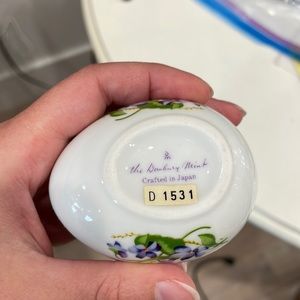 the Danbury Mint
Crafted in Japan
D 1531